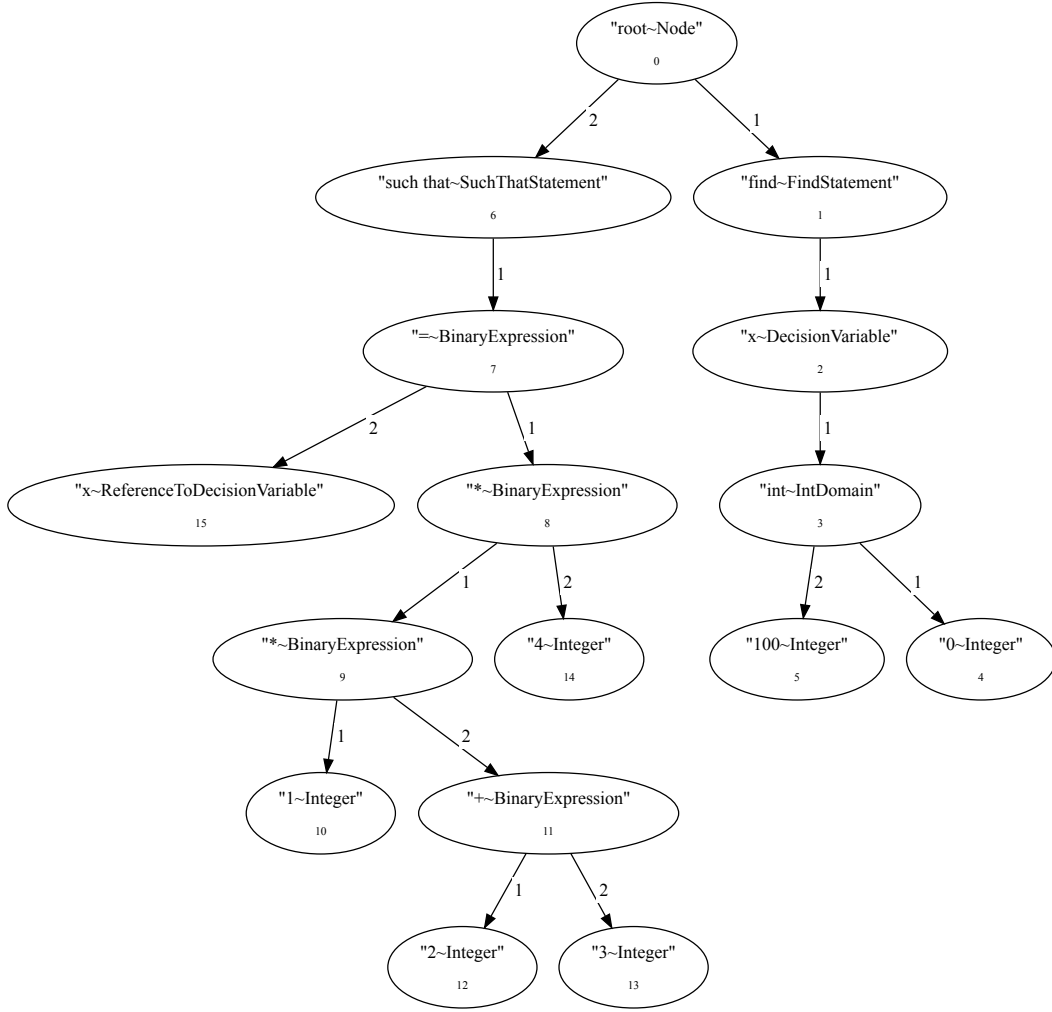 "root~Node"
0
2
1
"such that~SuchThatStatement"
6
"find~FindStatement"
1
1
1
"=~BinaryExpression"
7
"x~DecisionVariable"
2
2
1
1
"x~ReferenceToDecisionVariable"
15
"*~BinaryExpression"
8
"int~IntDomain"
3
1
2
2
1
"*~BinaryExpression"
9
"4~Integer"
14
"100~Integer"
5
"0~Integer"
4
1
2
"1~Integer"
10
"+~BinaryExpression"
11
1
2
"2~Integer"
12
"3~Integer"
13